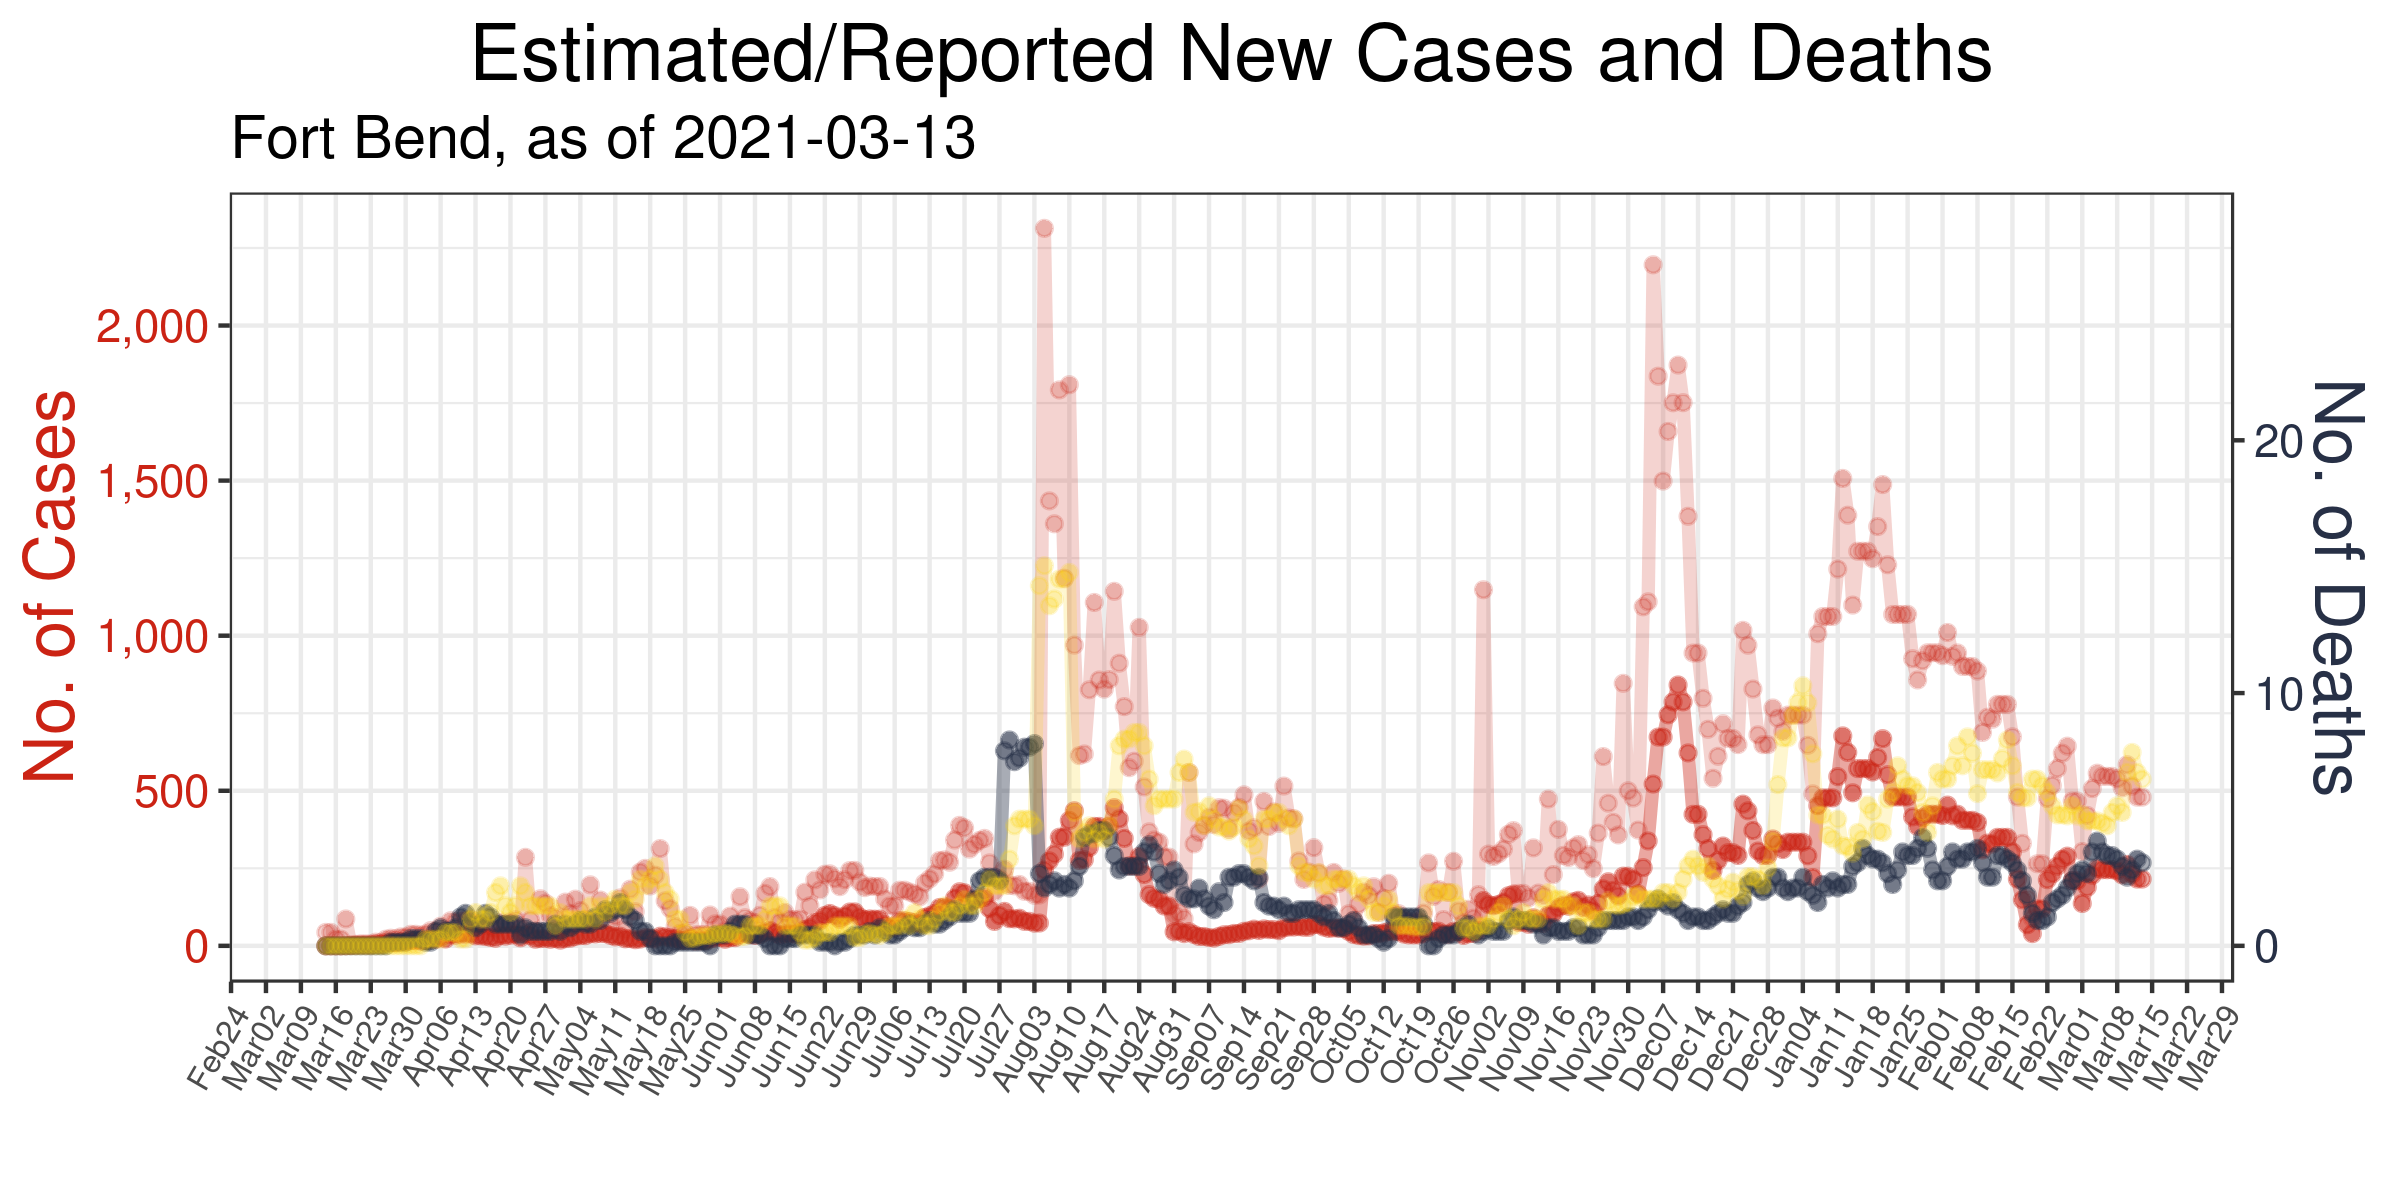 Estimated/Reported New Cases and Deaths
Fort Bend, as of 2021-03-13
No. of Cases
2,000
1,500
1,000
500
0
20
10
0
No. of Deaths
Feb24 Mar02 Mar09 Mar16 Mar23 Mar30 Apr06 Apr13 Apr20 Apr27 May04 May11 May18 May25 Jun01 Jun08 Jun15 Jun22 Jun29 Jul06 Jul13 Jul20 Jul27 Aug03 Aug10 Aug17 Aug24 Aug31 Sep07 Sep14 Sep21 Sep28 Oct05 Oct12 Oct19 Oct26 Nov02 Nov09 Nov16 Nov23 Nov30 Dec07 Dec14 Dec21 Dec28 Jan04 Jan11 Jan18 Jan25 Feb01 Feb08 Feb15 Feb22 Mar01 Mar08 Mar15 Mar22 Mar29